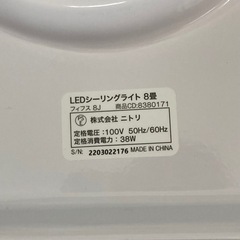 LEDシーリングライト 8畳
フィフス 8J 商品CD:8380171
株式会社 ニトリ
定格電圧:100V 50Hz/60Hz
定格消費電力:38W
S/N: 2203022176 MADE IN CHINA